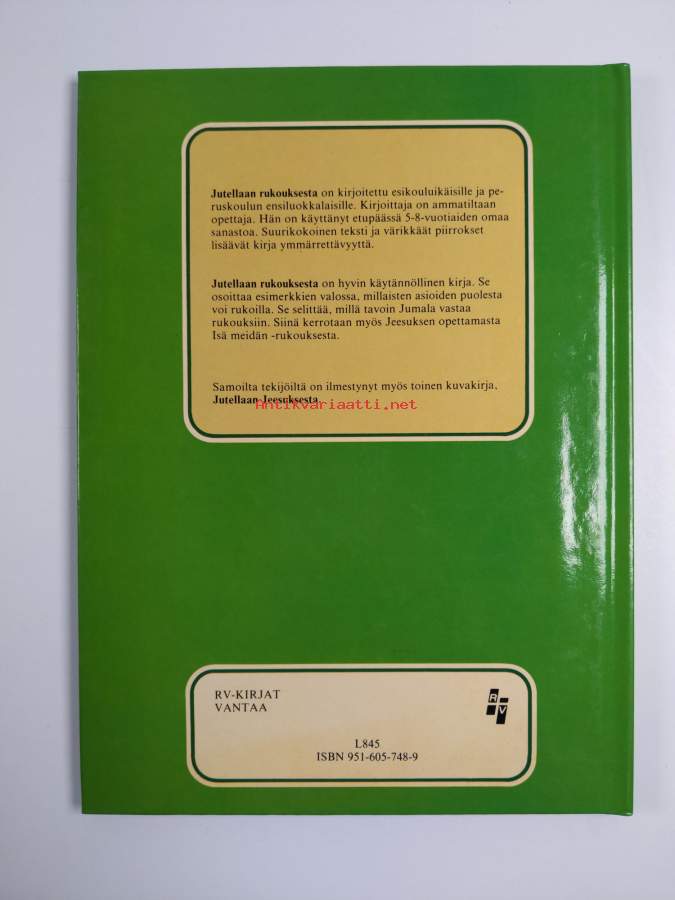 Jutellaan rukouksesta on kirjoitettu esikouluikäisille ja pe-
ruskoulun ensiluokkalaisille. Kirjoittaja on ammatiltaan
opettaja. Hän on käyttänyt etupäässä 5-8-vuotiaiden omaa
sanastoa. Suurikokoinen teksti ja värikkäät piirrokset
lisäävät kirja ymmärrettävyyttä.
Jutellaan rukouksesta on hyvin käytännöllinen kirja. Se
osoittaa esimerkkien valossa, millaisten asioiden puolesta
voi rukoilla. Se selittää, millä tavoin Jumala vastaa
rukouksiin. Siinä kerrotaan myös Jeesuksen opettamasta
Isä meidän -rukouksesta.
Samoilta tekijöiltä on ilmestynyt myös toinen kuvakirja,
Jutellaan Jeesuksesta.
Antikvariaatti.net
RV-KIRJAT
VANTAA
R
V
L845
ISBN 951-605-748-9